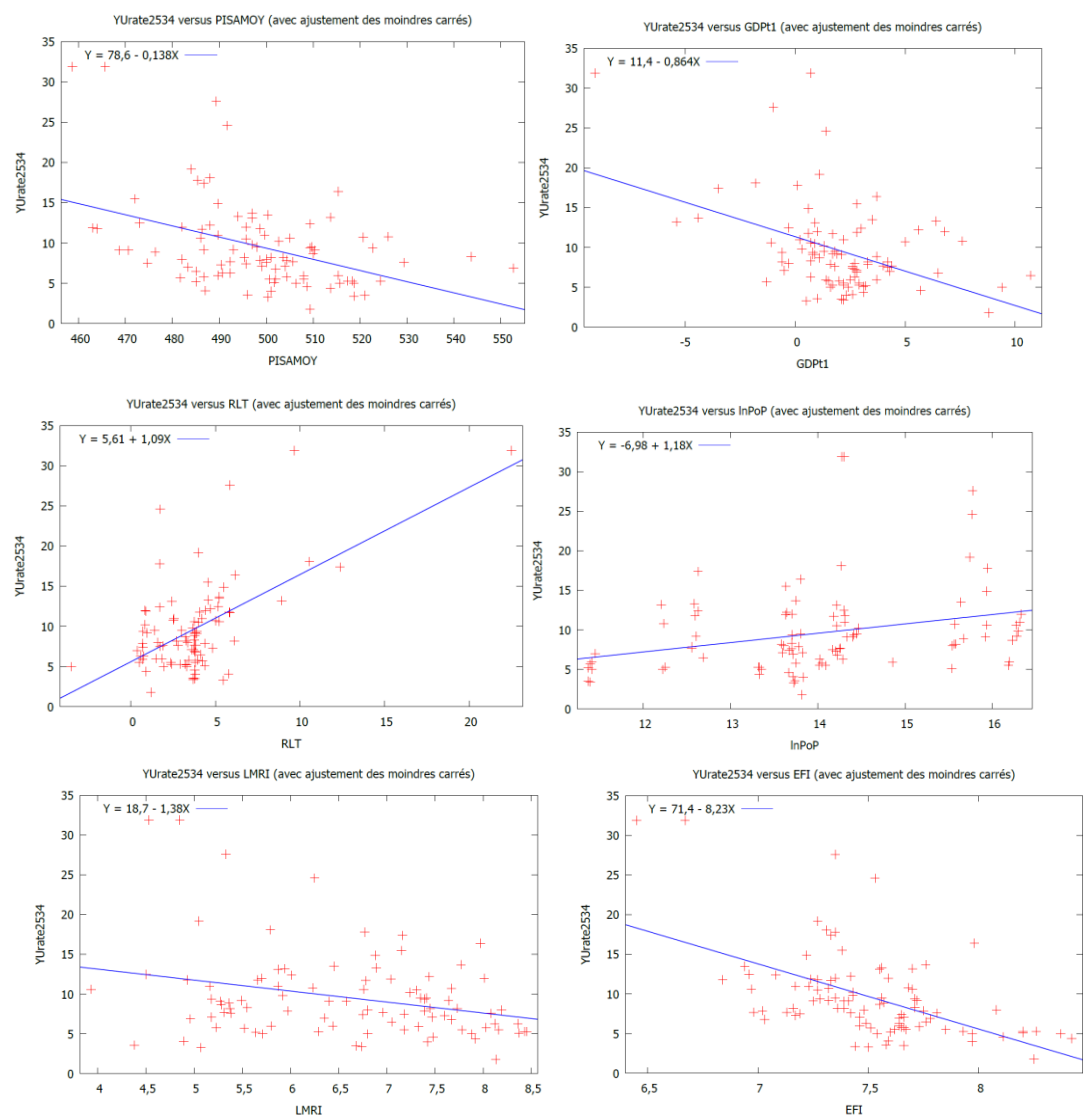 YUrate2534 versus PISAMOY (avec ajustement des moindres carrés)
Y = 78,6 - 0,138X
35
30
25
20
15
10
5
0
YUrate2534
460 470 480 490 500 510 520 530 540 550
PISAMOY
YUrate2534 versus GDPt1 (avec ajustement des moindres carrés)
Y = 11,4 - 0,864X
35
30
25
20
15
10
5
0
YUrate2534
-5 0 5 10
GDPt1
YUrate2534 versus RLT (avec ajustement des moindres carrés)
Y = 5,61 + 1,09X
35
30
25
20
15
10
5
0
YUrate2534
0 5 10 15 20
RLT
YUrate2534 versus lnPoP (avec ajustement des moindres carrés)
Y = -6,98 + 1,18X
35
30
25
20
15
10
5
0
YUrate2534
12 13 14 15 16
lnPoP
YUrate2534 versus LMRI (avec ajustement des moindres carrés)
Y = 18,7 - 1,38X
35
30
25
20
15
10
5
0
YUrate2534
4 4,5 5 5,5 6 6,5 7 7,5 8 8,5
LMRI
YUrate2534 versus EFI (avec ajustement des moindres carrés)
Y = 71,4 - 8,23X
35
30
25
20
15
10
5
0
YUrate2534
6,5 7 7,5 8
EFI